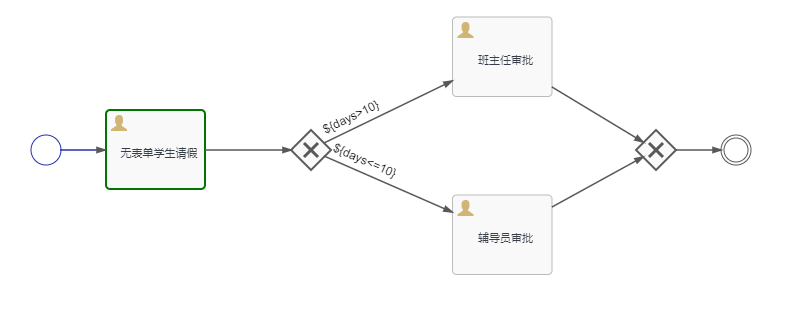 无表单学生请假
${days>10}
${days<=10}
班主任审批
辅导员审批